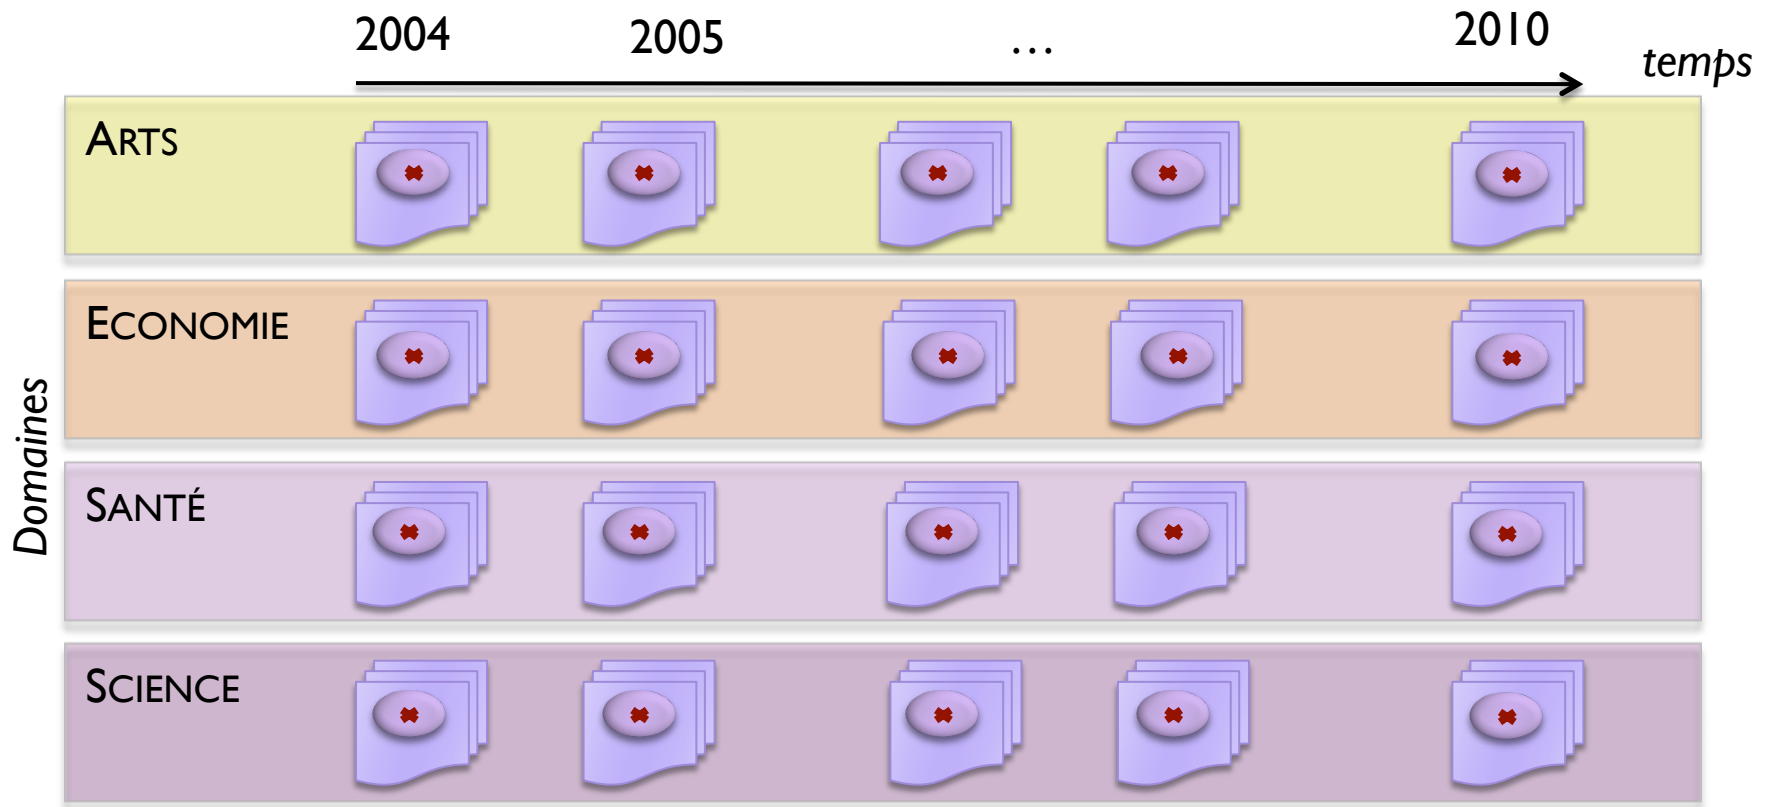 2004 2005 … 2010
temps
ARTS
ECONOMIE
Domaines
SANTÉ
SCIENCE